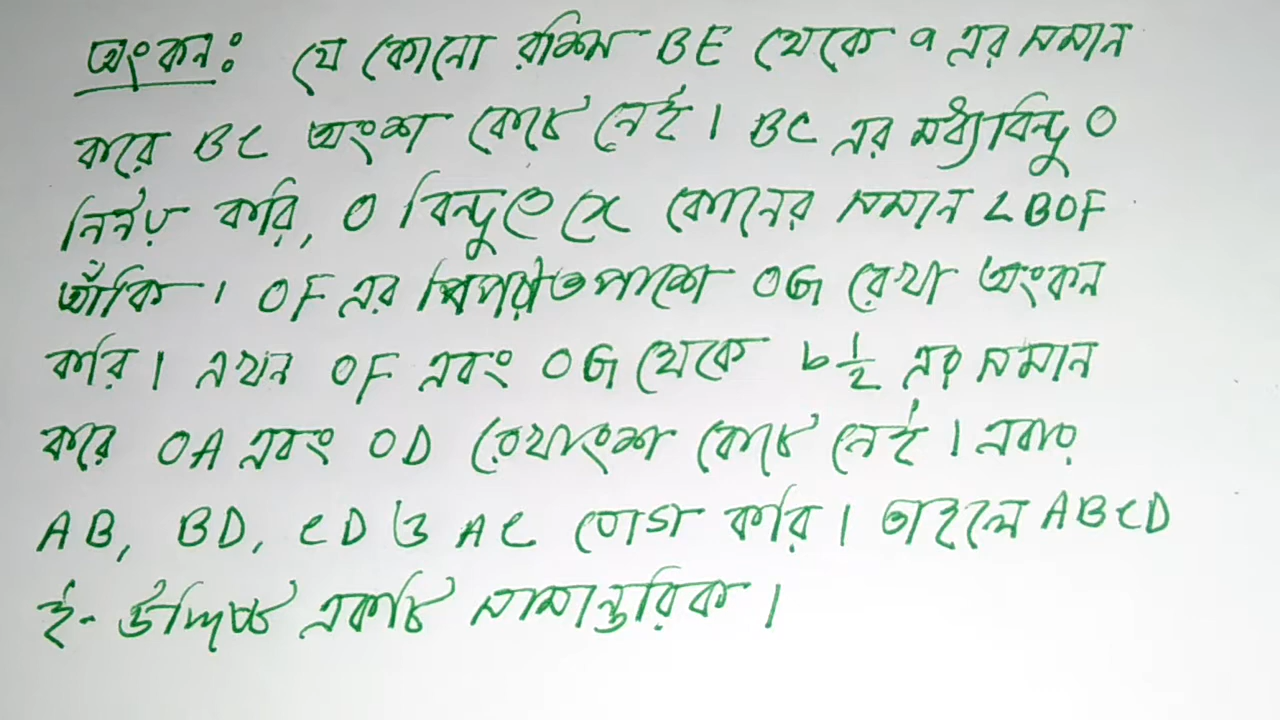 অংকন: যে কোনো রশ্মি BE থেকে a এর সমান
করে BC অংশ কেটে নেই। BC এর মধ্যবিন্দু O
নির্নয় করি, O বিন্দুতে x কোনের সমান ∠BOF
আঁকি। OF এর বিপরীত পাশে OG রেখা অংকন
করি। এখন OF এবং OG থেকে b 1/2 এর সমান
করে OA এবং OD রেখাংশ কেটে নেই। এবার
AB, BD, CD ও AC যোগ করি। তাহলে ABCD
ই- উদ্দিষ্ট একটি সামান্তরিক।